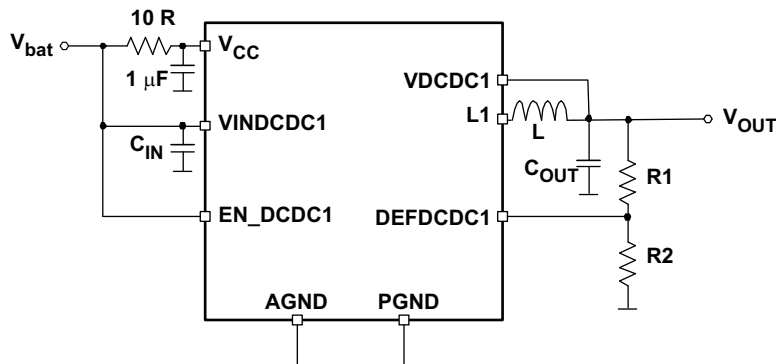 10 R
V_bat
V_CC
1 μF
VDCDC1
L1
L
V_OUT
VINDCDC1
C_IN
C_OUT
R1
EN_DCDC1
DEFDCDC1
R2
AGND
PGND